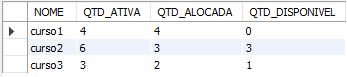 NOME QTD_ATIVA QTD_ALOCADA QTD_DISPONIVEL
curso1 4 4 0
curso2 6 3 3
curso3 3 2 1